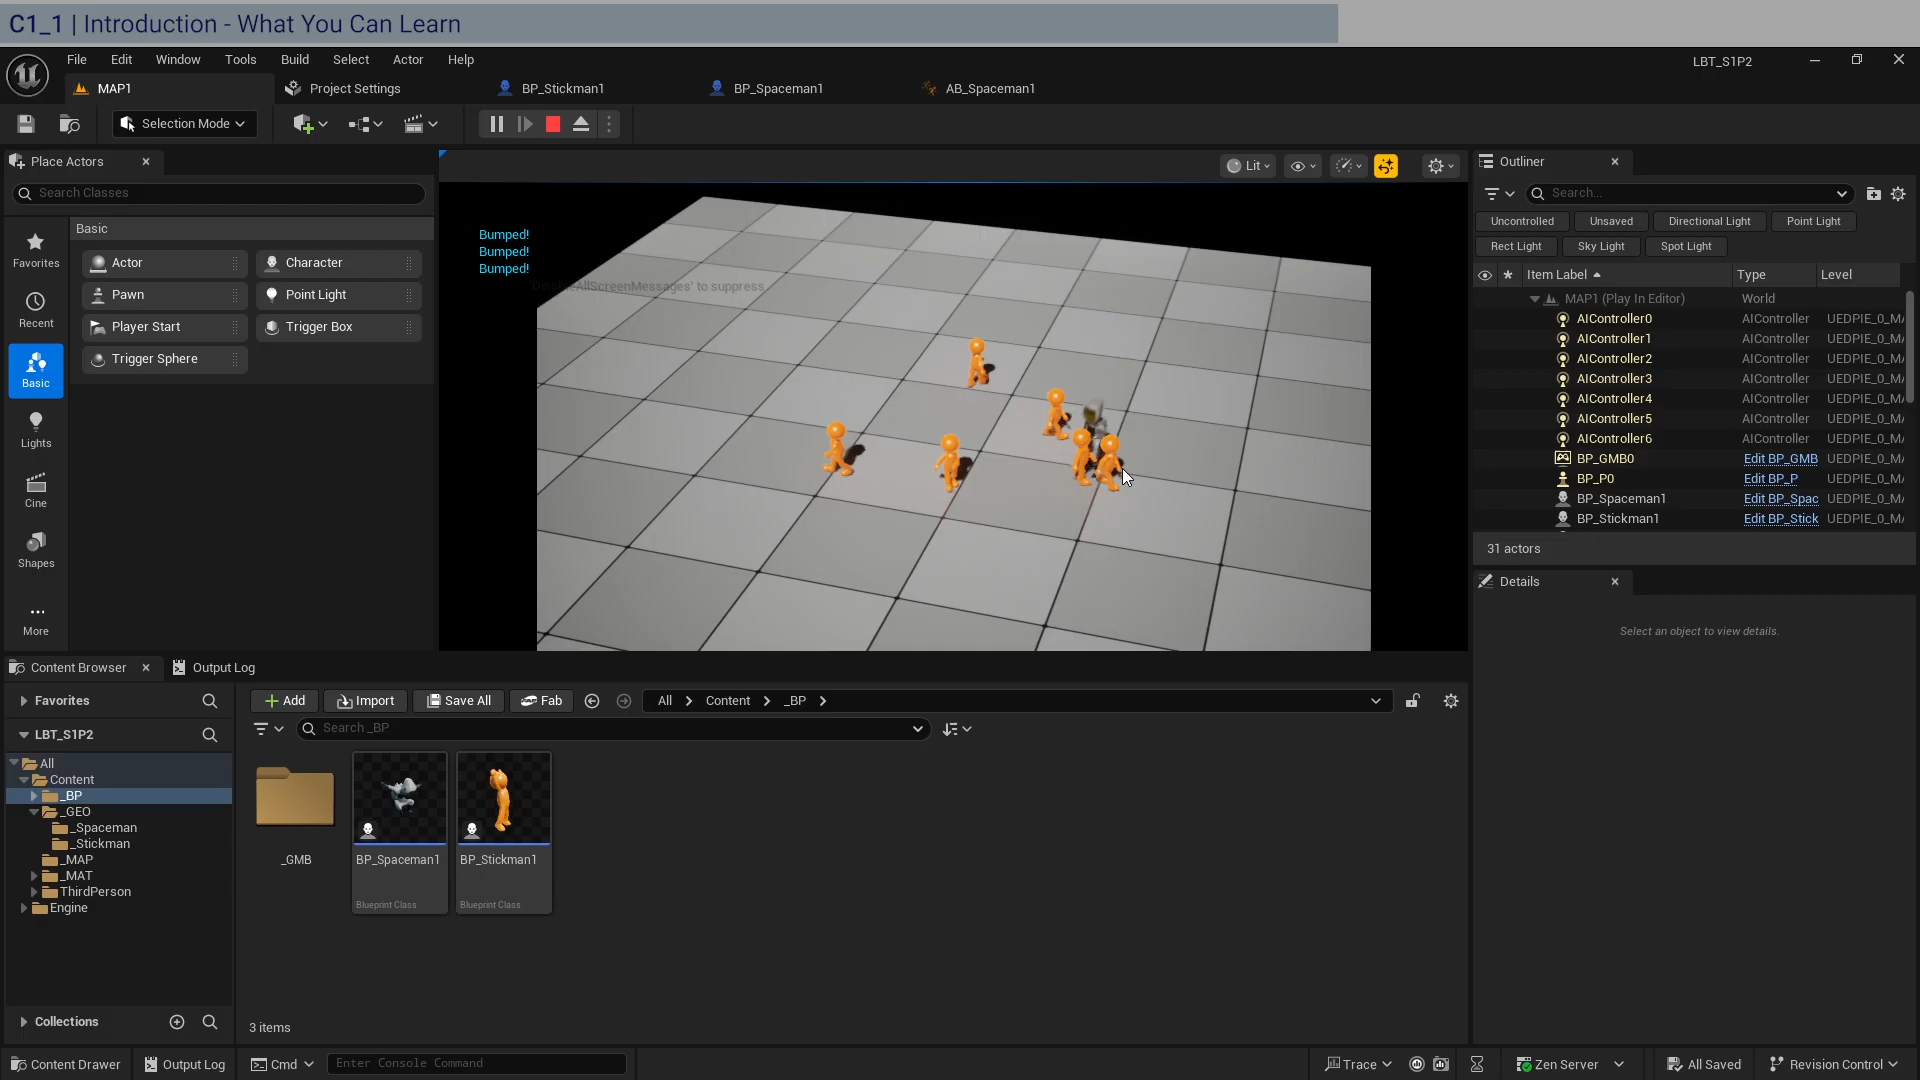 C1_1 | Introduction - What You Can Learn
File Edit Window Tools Build Select Actor Help
LBT_S1P2
MAP1
Project Settings
BP_Stickman1
BP_Spaceman1
AB_Spaceman1
Selection Mode
Place Actors
Search Classes
Favorites
Recent
Basic
Lights
Cine
Shapes
More
Basic
Actor
Character
Pawn
Point Light
Player Start
Trigger Box
Trigger Sphere
Lit
Bumped!
Bumped!
Bumped!
AllScreenMessages' to suppress
Outliner
Search...
Uncontrolled Unsaved Directional Light Point Light
Rect Light Sky Light Spot Light
Item Label Type Level
MAP1 (Play In Editor) World
AIController0 AIController UEDPIE_0_M
AIController1 AIController UEDPIE_0_M
AIController2 AIController UEDPIE_0_M
AIController3 AIController UEDPIE_0_M
AIController4 AIController UEDPIE_0_M
AIController5 AIController UEDPIE_0_M
AIController6 AIController UEDPIE_0_M
BP_GMB0 Edit BP_GMB UEDPIE_0_M
BP_P0 Edit BP_P UEDPIE_0_M
BP_Spaceman1 Edit BP_Spac UEDPIE_0_M
BP_Stickman1 Edit BP_Stick UEDPIE_0_M
31 actors
Details
Select an object to view details.
Content Browser
Output Log
Favorites
LBT_S1P2
All
Content
_BP
_GEO
_Spaceman
_Stickman
_MAP
_MAT
ThirdPerson
Engine
Collections
Add
Import
Save All
Fab
All
Content
_BP
Search _BP
_GMB
BP_Spaceman1
Blueprint Class
BP_Stickman1
Blueprint Class
3 items
Content Drawer
Output Log
Cmd
Enter Console Command
Trace
Zen Server
All Saved
Revision Control